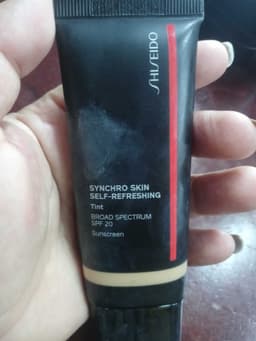 SHISEIDO
SYNCHRO SKIN
SELF-REFRESHING
Tint
BROAD SPECTRUM
SPF 20
Sunscreen